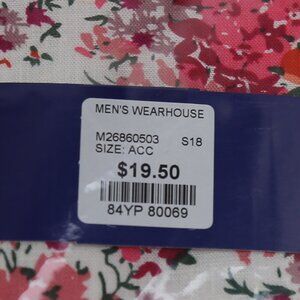 MEN'S WEARHOUSE
M26860503 S18
SIZE: ACC
$19.50
84YP 80069